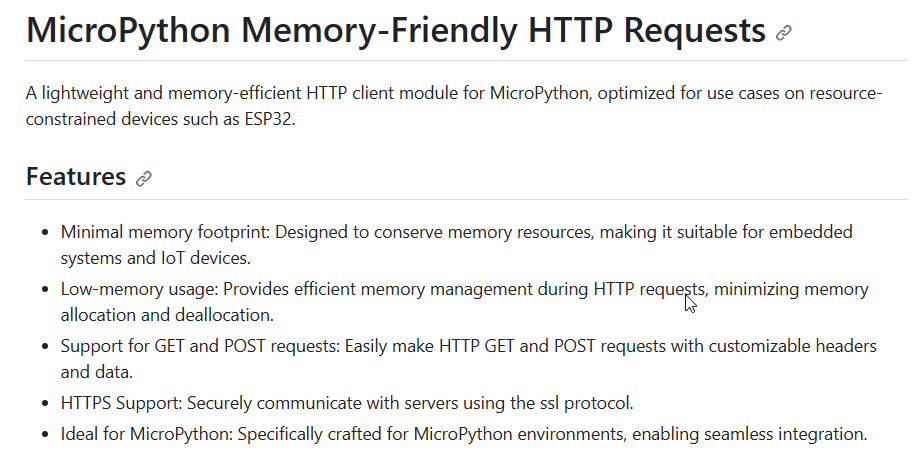 MicroPython Memory-Friendly HTTP Requests
A lightweight and memory-efficient HTTP client module for MicroPython, optimized for use cases on resource-
constrained devices such as ESP32.
Features
• Minimal memory footprint: Designed to conserve memory resources, making it suitable for embedded
systems and IoT devices.
• Low-memory usage: Provides efficient memory management during HTTP requests, minimizing memory
allocation and deallocation.
• Support for GET and POST requests: Easily make HTTP GET and POST requests with customizable headers
and data.
• HTTPS Support: Securely communicate with servers using the ssl protocol.
• Ideal for MicroPython: Specifically crafted for MicroPython environments, enabling seamless integration.